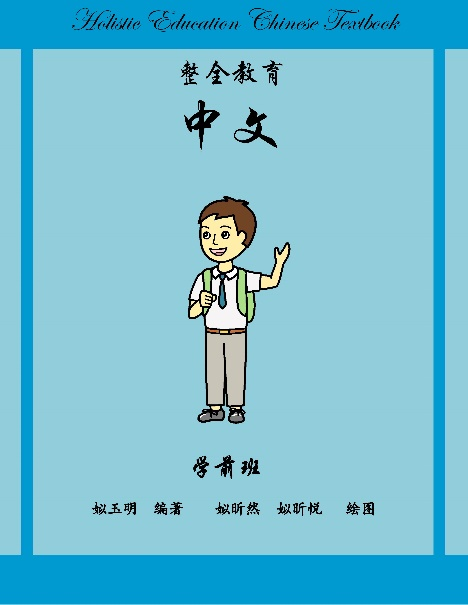 Holistic Education Chinese Textbook
整全教育
中文
学前班
姒玉明 编著 姒昕然 姒昕悦 绘图